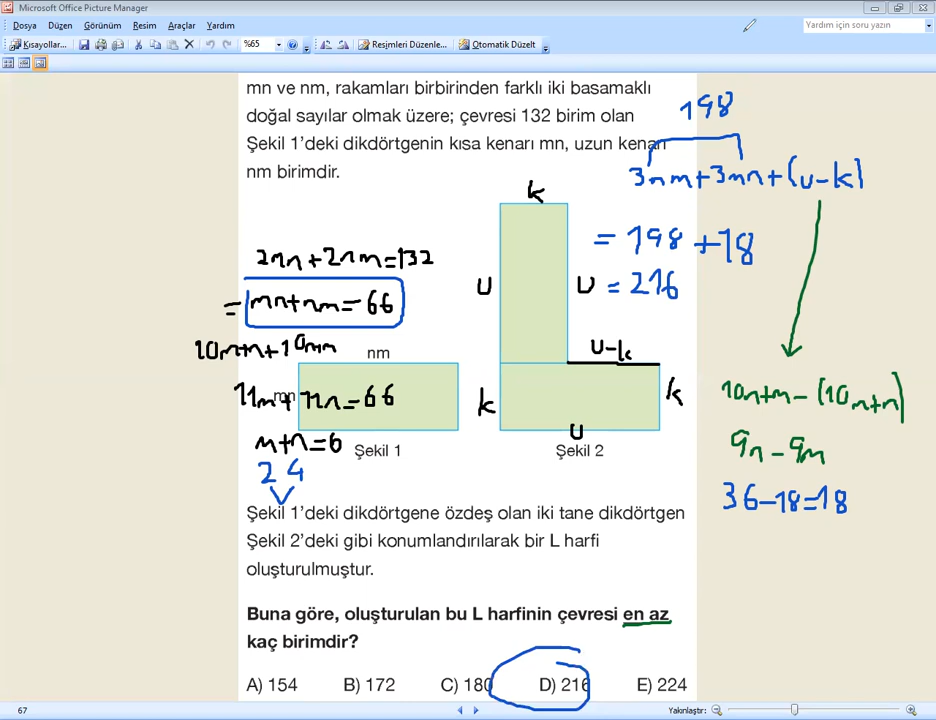 Microsoft Office Picture Manager
Dosya Düzen Görünüm Resim Araçlar Yardım
Yardım için soru yazın
Kısayollar... %65 Resimleri Düzenle... Otomatik Düzelt
mn ve nm, rakamları birbirinden farklı iki basamaklı
doğal sayılar olmak üzere; çevresi 132 birim olan
Şekil 1'deki dikdörtgenin kısa kenarı mn, uzun kenarı
nm birimdir.
198
3nm+3mn+(u-k)
= 198+18
= 216
10n+m-(10m+n)
9n-9m
36-18=18
2mn+2nm=132
= mn+nm=66
10m+n+10n+m
11m+11n=66
m+n=6
2 4
nm
mn
Şekil 1
k
U
U
U-k
k
k
U
Şekil 2
Şekil 1'deki dikdörtgene özdeş olan iki tane dikdörtgen
Şekil 2'deki gibi konumlandırılarak bir L harfi
oluşturulmuştur.
Buna göre, oluşturulan bu L harfinin çevresi en az
kaç birimdir?
A) 154 B) 172 C) 180 D) 216 E) 224
67
Yakınlaştır: